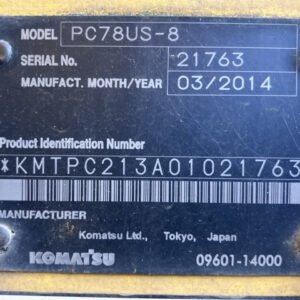 MODEL PC78US-8
SERIAL No. 21763
MANUFACT. MONTH/YEAR 03/2014
Product Identification Number
*KMTPC213A01021763
MANUFACTURER
Komatsu Ltd., Tokyo, Japan
KOMATSU 09601-14000